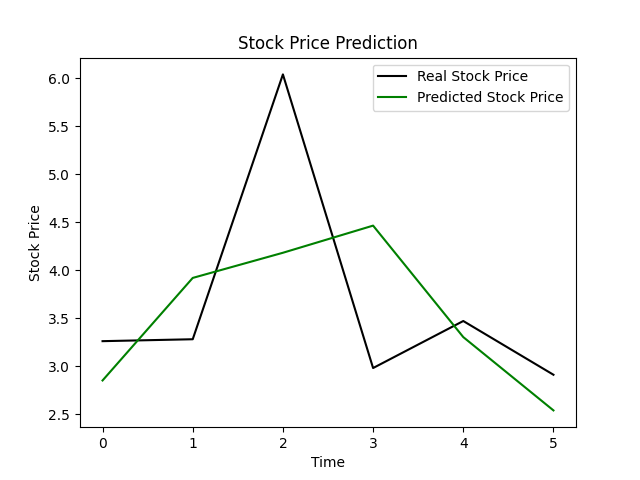 Stock Price Prediction
Real Stock Price
Predicted Stock Price
6.0
5.5
5.0
4.5
4.0
3.5
3.0
2.5
Stock Price
0 1 2 3 4 5
Time